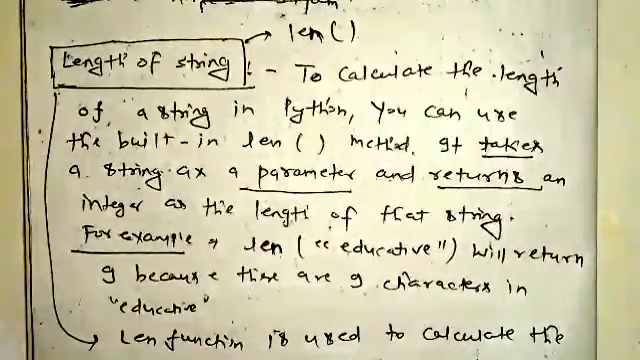 len()
Length of string :- To calculate the length
of a string in Python, you can use
the built-in len() method. It takes
a string as a parameter and returns an
integer as the length of that string.
For example → len("educative") will return
9 because there are 9 characters in
"educative"
Len function is used to calculate the